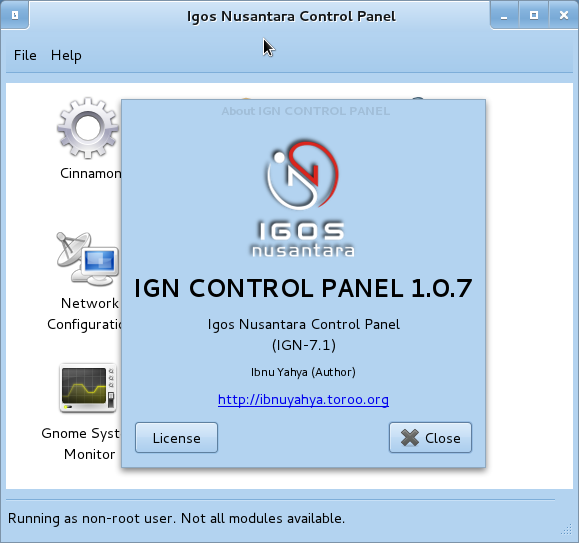 Igos Nusantara Control Panel
File Help
About IGN CONTROL PANEL
Cinnamon
IGOS
nusantara
IGN CONTROL PANEL 1.0.7
Network
Configuratio
Igos Nusantara Control Panel
(IGN-7.1)
Ibnu Yahya (Author)
http://ibnuyahya.toroo.org
Gnome Syst
Monitor
License
Close
Running as non-root user. Not all modules available.